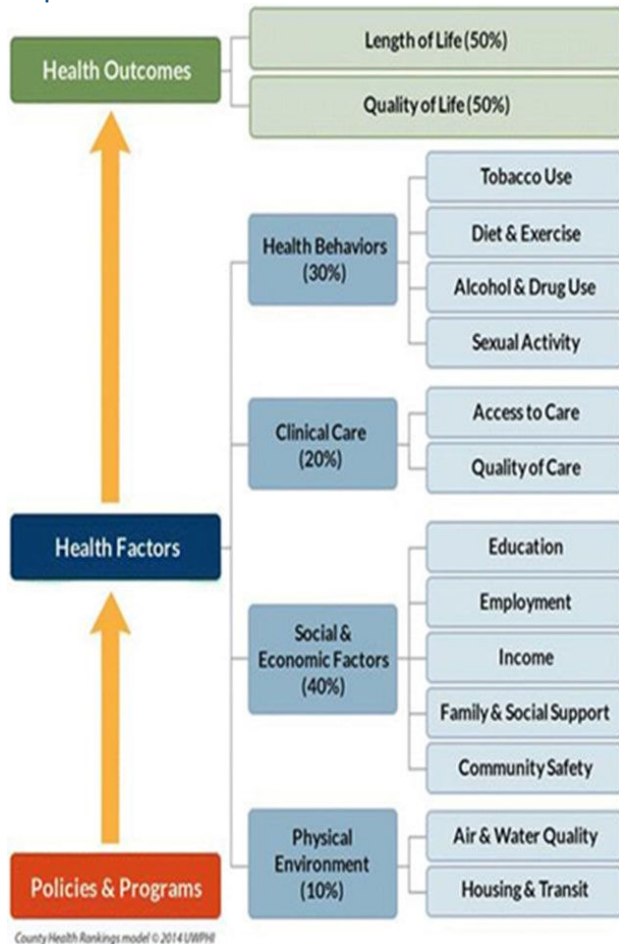 Health Outcomes
Length of Life (50%)
Quality of Life (50%)
Health Behaviors
(30%)
Tobacco Use
Diet & Exercise
Alcohol & Drug Use
Sexual Activity
Clinical Care
(20%)
Access to Care
Quality of Care
Health Factors
Social &
Economic Factors
(40%)
Education
Employment
Income
Family & Social Support
Community Safety
Physical
Environment
(10%)
Air & Water Quality
Housing & Transit
Policies & Programs
County Health Rankings model © 2014 UWPHI